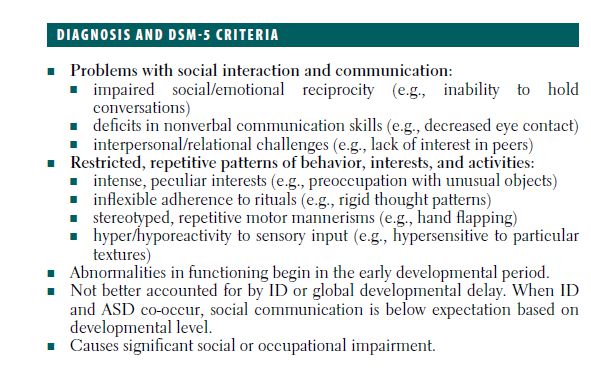 DIAGNOSIS AND DSM-5 CRITERIA
■ Problems with social interaction and communication:
■ impaired social/emotional reciprocity (e.g., inability to hold
conversations)
■ deficits in nonverbal communication skills (e.g., decreased eye contact)
■ interpersonal/relational challenges (e.g., lack of interest in peers)
■ Restricted, repetitive patterns of behavior, interests, and activities:
■ intense, peculiar interests (e.g., preoccupation with unusual objects)
■ inflexible adherence to rituals (e.g., rigid thought patterns)
■ stereotyped, repetitive motor mannerisms (e.g., hand flapping)
■ hyper/hyporeactivity to sensory input (e.g., hypersensitive to particular
textures)
■ Abnormalities in functioning begin in the early developmental period.
■ Not better accounted for by ID or global developmental delay. When ID
and ASD co-occur, social communication is below expectation based on
developmental level.
■ Causes significant social or occupational impairment.